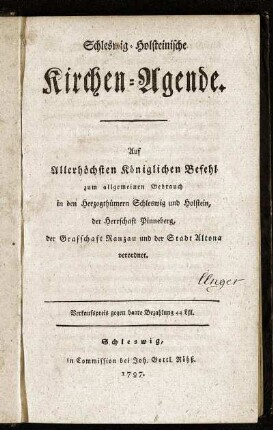 Schleswig-Holsteinische
Kirchen-Agende.
Auf
Allerhöchsten Königlichen Befehl
zum allgemeinen Gebrauch
in den Herzogthümern Schleswig und Holstein,
der Herrschaft Pinneberg,
der Grafschaft Ranzau und der Stadt Altona
verordnet.
Unger
Verkaufspreis gegen baare Bezahlung 44 ßl.
Schleswig,
in Commission bei Joh. Gottl. Röhß.
1797.